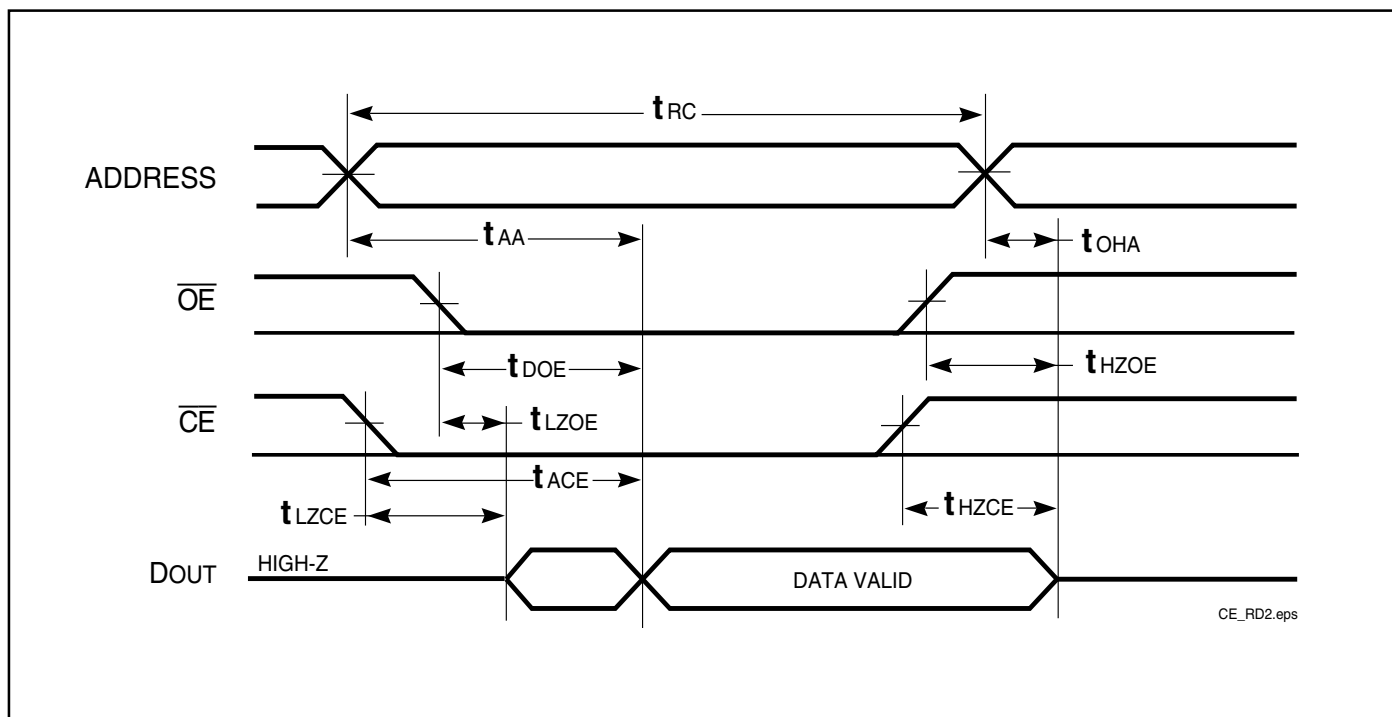 tRC
ADDRESS
tAA
tOHA
OE
tDOE
tHZOE
CE
tLZOE
tACE
tLZCE
tHZCE
DOUT
HIGH-Z
DATA VALID
CE_RD2.eps